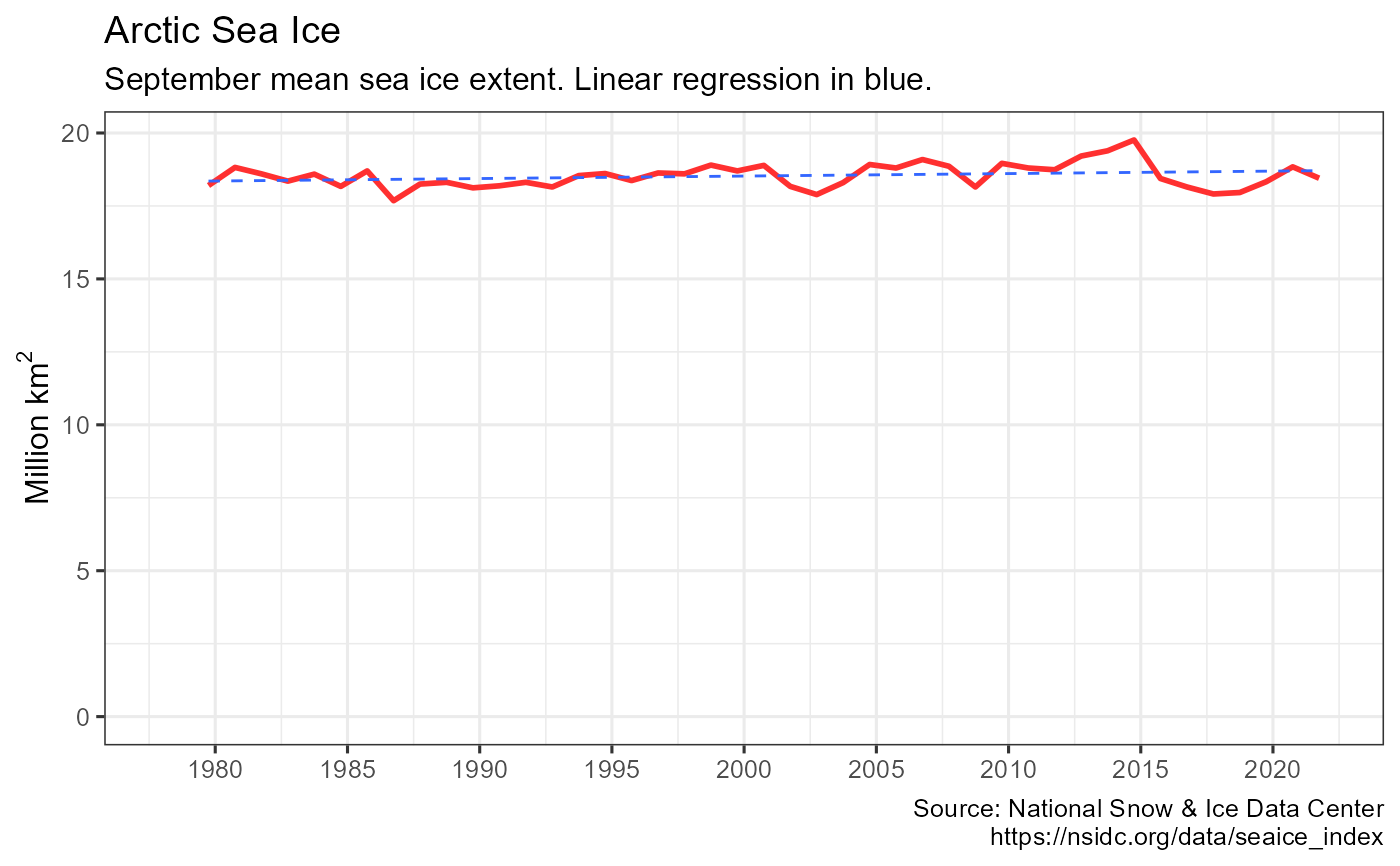 Arctic Sea Ice
September mean sea ice extent. Linear regression in blue.
Million km²
20
15
10
5
0
1980 1985 1990 1995 2000 2005 2010 2015 2020
Source: National Snow & Ice Data Center
https://nsidc.org/data/seaice_index